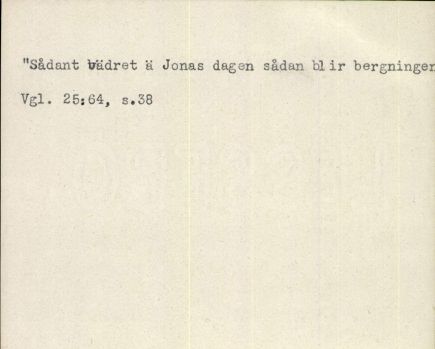 "Sådant vädret ä Jonas dagen sådan blir bergningen
Vgl. 25:64, s.38